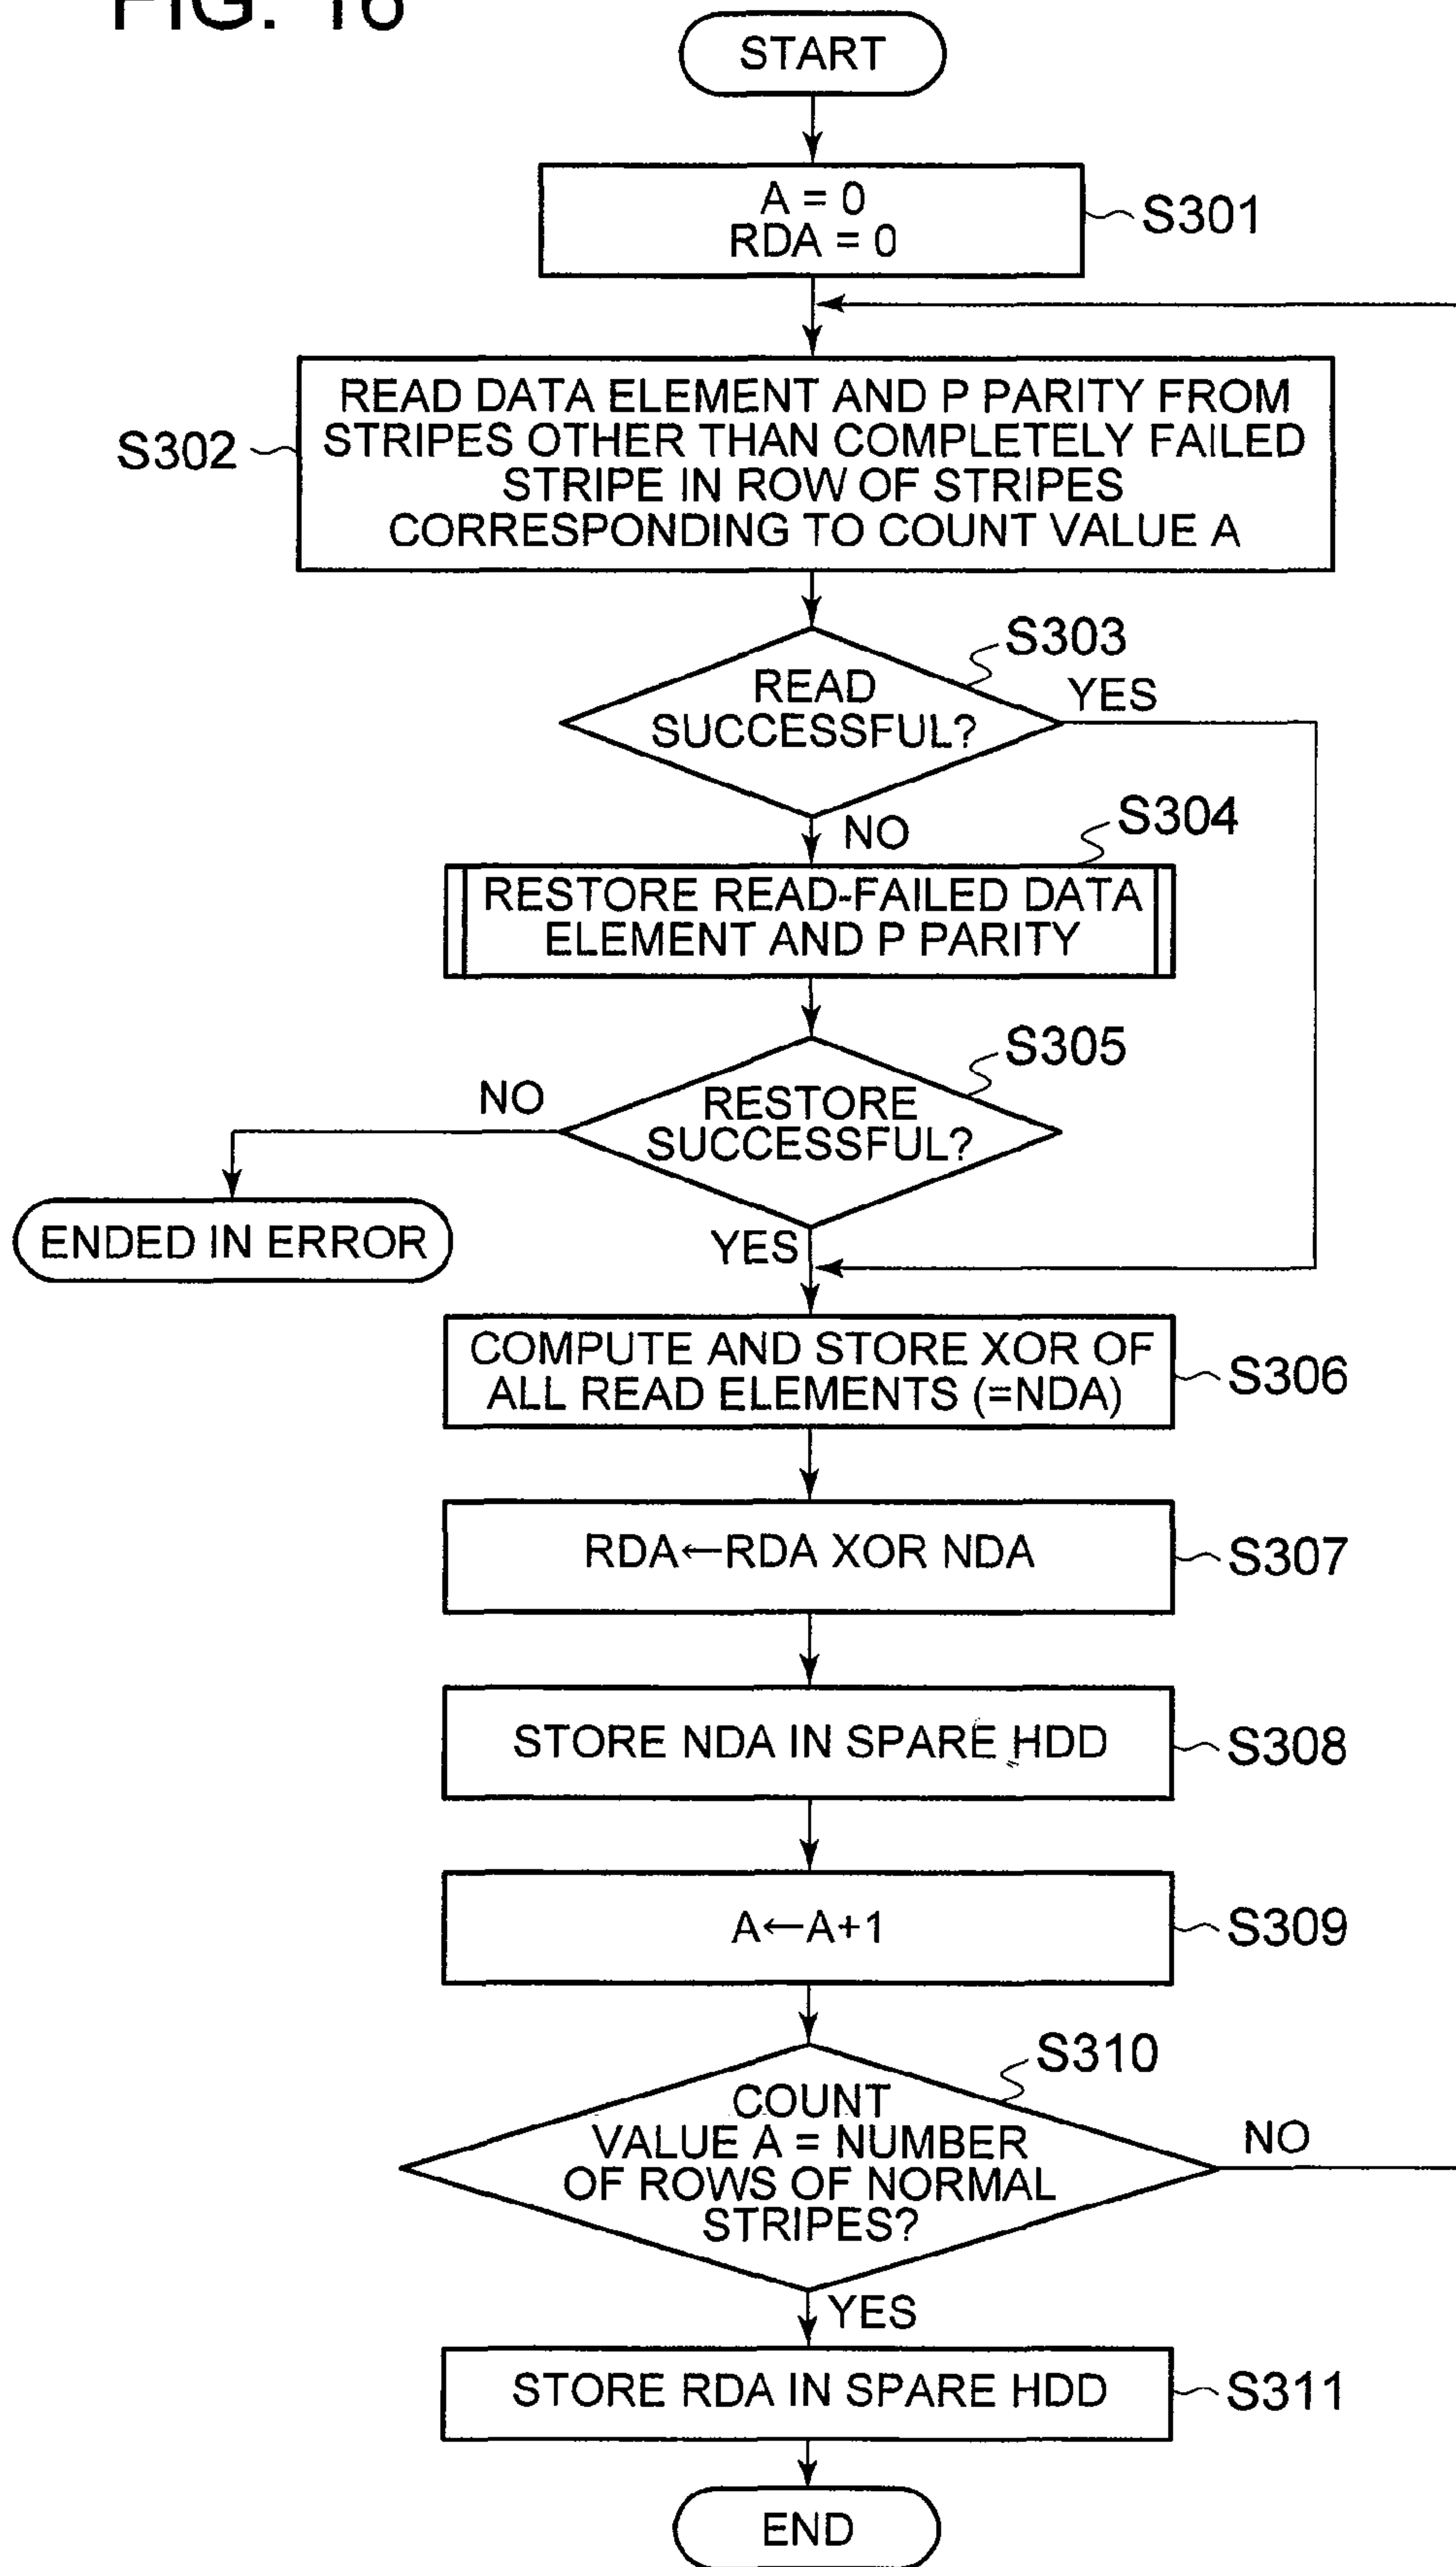 FIG. 16
START
A = 0
RDA = 0
S301
READ DATA ELEMENT AND P PARITY FROM
STRIPES OTHER THAN COMPLETELY FAILED
STRIPE IN ROW OF STRIPES
CORRESPONDING TO COUNT VALUE A
S302
S303
READ
SUCCESSFUL?
YES
NO
S304
RESTORE READ-FAILED DATA
ELEMENT AND P PARITY
S305
RESTORE
SUCCESSFUL?
NO
ENDED IN ERROR
YES
COMPUTE AND STORE XOR OF
ALL READ ELEMENTS (=NDA)
S306
RDA←RDA XOR NDA
S307
STORE NDA IN SPARE HDD
S308
A←A+1
S309
S310
COUNT
VALUE A = NUMBER
OF ROWS OF NORMAL
STRIPES?
NO
YES
STORE RDA IN SPARE HDD
S311
END